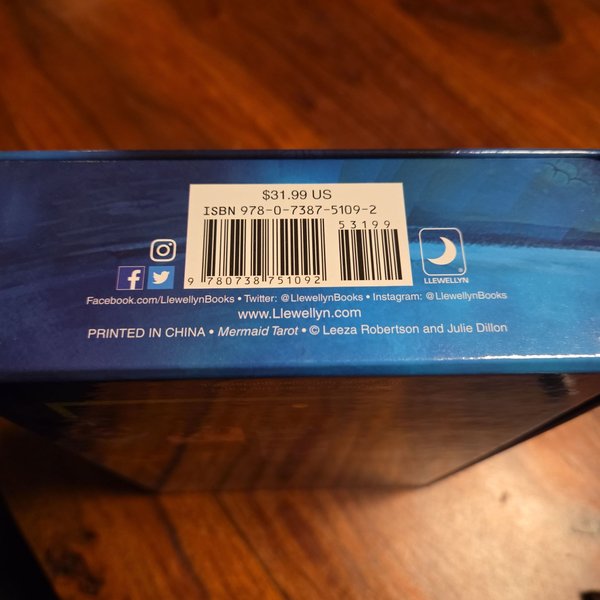 $31.99 US
ISBN 978-0-7387-5109-2
53199
9 780738 751092
LLEWELLYN
Facebook.com/LlewellynBooks • Twitter: @LlewellynBooks • Instagram: @LlewellynBooks
www.Llewellyn.com
PRINTED IN CHINA • Mermaid Tarot • © Leeza Robertson and Julie Dillon